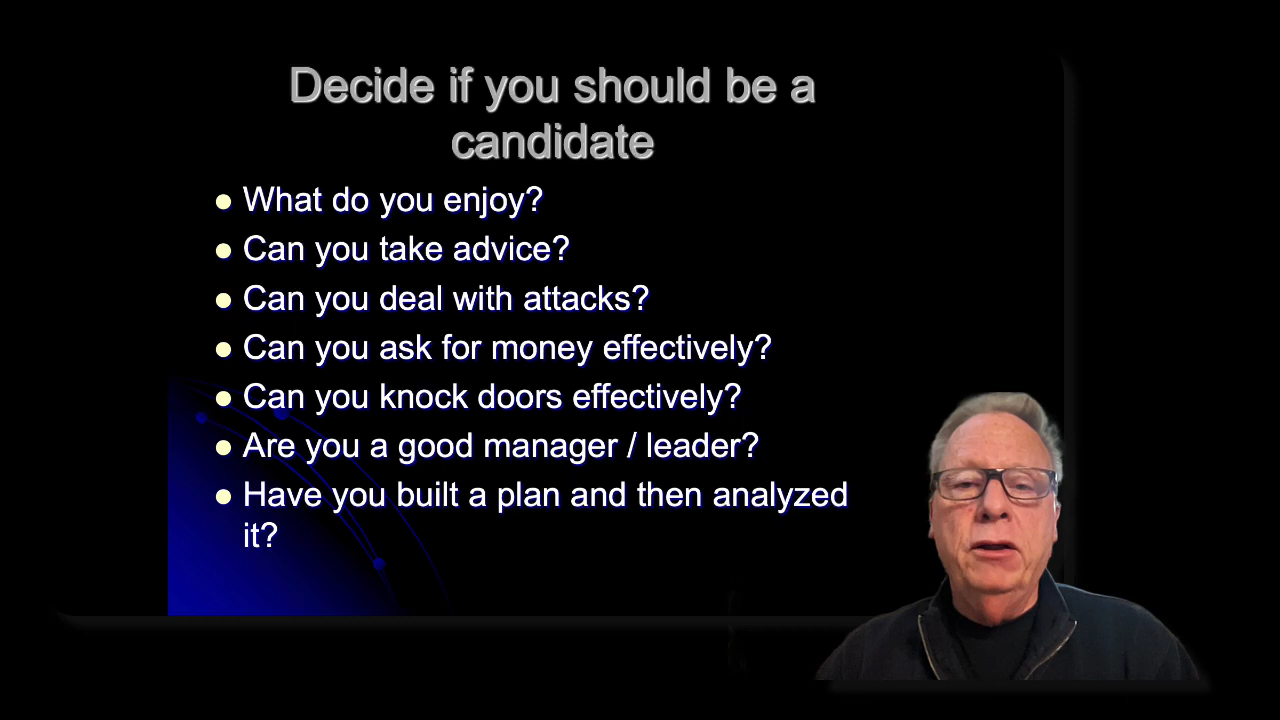 Decide if you should be a
candidate
● What do you enjoy?
● Can you take advice?
● Can you deal with attacks?
● Can you ask for money effectively?
● Can you knock doors effectively?
● Are you a good manager / leader?
● Have you built a plan and then analyzed
it?